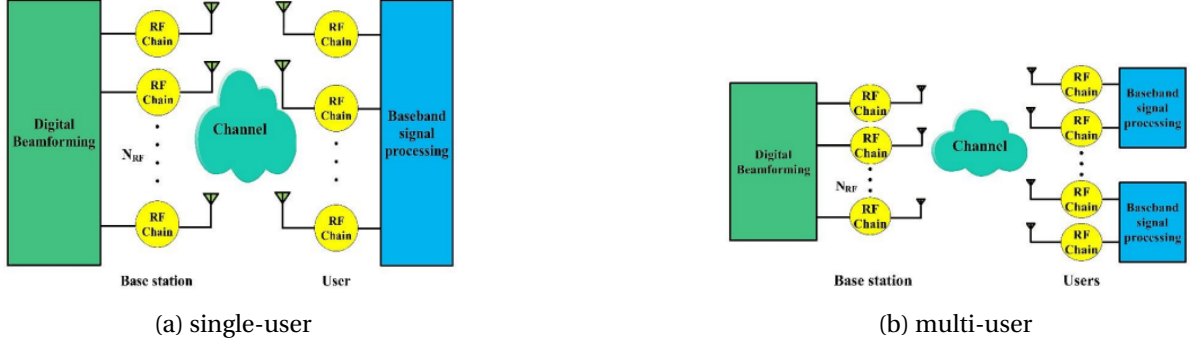 RF
Chain
RF
Chain
RF
Chain
RF
Chain
Digital
Beamforming
Channel
Baseband
signal
processing
N_RF
RF
Chain
RF
Chain
Base station
User
(a) single-user
RF
Chain
RF
Chain
Baseband
signal
processing
RF
Chain
RF
Chain
Digital
Beamforming
Channel
N_RF
RF
Chain
RF
Chain
RF
Chain
Baseband
signal
processing
Base station
Users
(b) multi-user